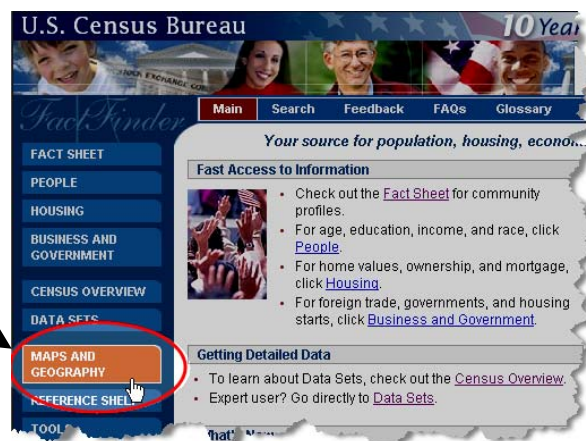 U.S. Census Bureau
10 Year
STOCK EXCHANGE
FactFinder
Main Search Feedback FAQs Glossary
Your source for population, housing,
FACT SHEET
PEOPLE
HOUSING
BUSINESS AND
GOVERNMENT
CENSUS OVERVIEW
DATA SETS
MAPS AND
GEOGRAPHY
REFERENCE SHELF
Fast Access to Information
• Check out the Fact Sheet for community
profiles.
• For age, education, income, and race, click
People.
• For home values, ownership, and mortgage,
click Housing.
• For foreign trade, governments, and housing
starts, click Business and Government.
Getting Detailed Data
• To learn about Data Sets, check out the Census Overview.
• Expert user? Go directly to Data Sets.